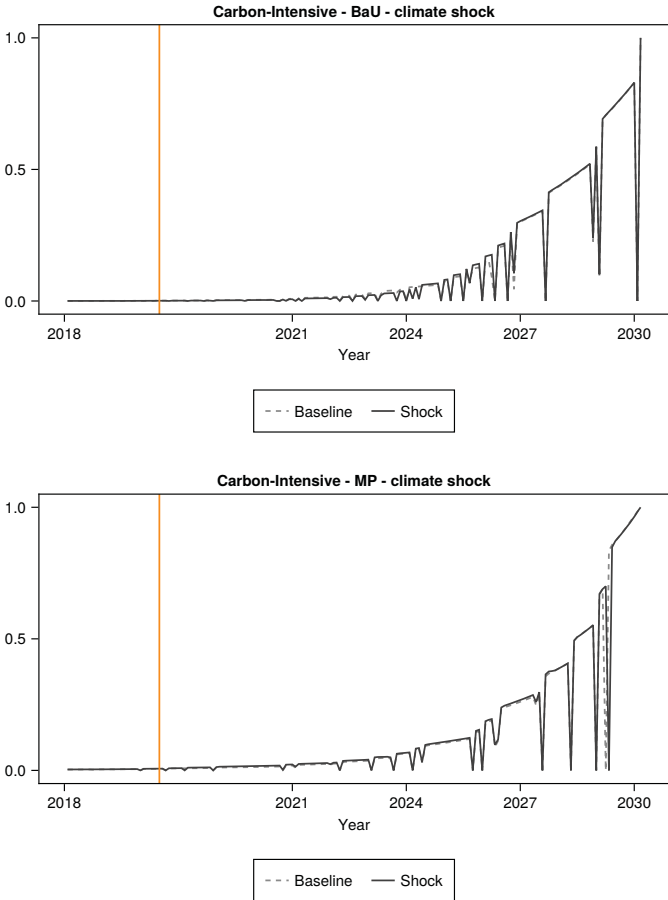 Carbon-Intensive - BaU - climate shock
1.0
0.5
0.0
2018 2021 2024 2027 2030
Year
Baseline Shock
Carbon-Intensive - MP - climate shock
1.0
0.5
0.0
2018 2021 2024 2027 2030
Year
Baseline Shock